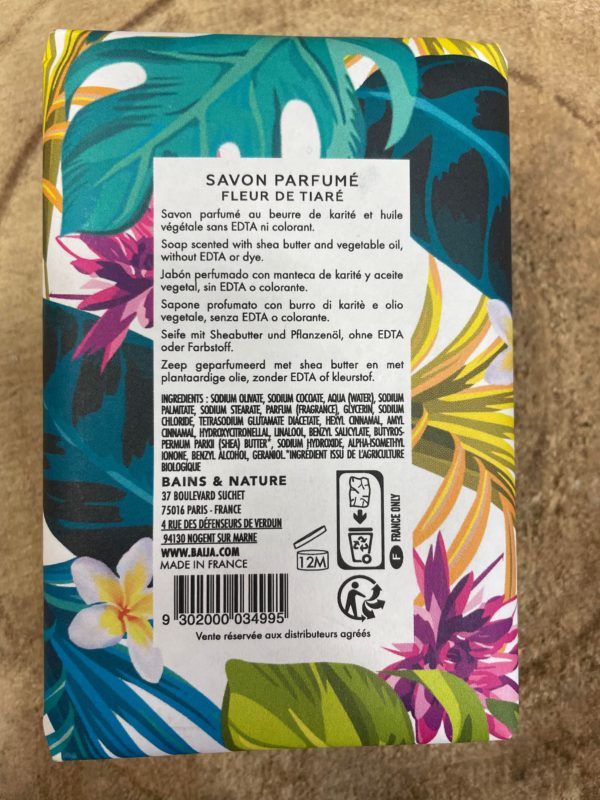 SAVON PARFUMÉ
FLEUR DE TIARÉ
Savon parfumé au beurre de karité et huile
végétale sans EDTA ni colorant.
Soap scented with shea butter and vegetable oil,
without EDTA or dye.
Jabón perfumado con manteca de karité y aceite
vegetal, sin EDTA o colorante.
Sapone profumato con burro di karitè e olio
vegetale, senza EDTA o colorante.
Seife mit Sheabutter und Pflanzenöl, ohne EDTA
oder Farbstoff.
Zeep geparfumeerd met shea butter en met
plantaardige olie, zonder EDTA of kleurstof.
INGREDIENTS : SODIUM OLIVATE, SODIUM COCOATE, AQUA (WATER), SODIUM
PALMITATE, SODIUM STEARATE, PARFUM (FRAGRANCE), GLYCERIN, SODIUM
CHLORIDE, TETRASODIUM GLUTAMATE DIACETATE, HEXYL CINNAMAL, AMYL
CINNAMAL, HYDROXYCITRONELLAL, LINALOOL, BENZYL SALICYLATE, BUTYROS-
PERMUM PARKII (SHEA) BUTTER*, SODIUM HYDROXIDE, ALPHA-ISOMETHYL
IONONE, BENZYL ALCOHOL, GERANIOL.*INGRÉDIENT ISSU DE L'AGRICULTURE
BIOLOGIQUE
BAINS & NATURE
37 BOULEVARD SUCHET
75016 PARIS - FRANCE
4 RUE DES DÉFENSEURS DE VERDUN
94130 NOGENT SUR MARNE
WWW.BAIJA.COM
MADE IN FRANCE
12M
F FRANCE ONLY
9 302000 034995
Vente réservée aux distributeurs agréés